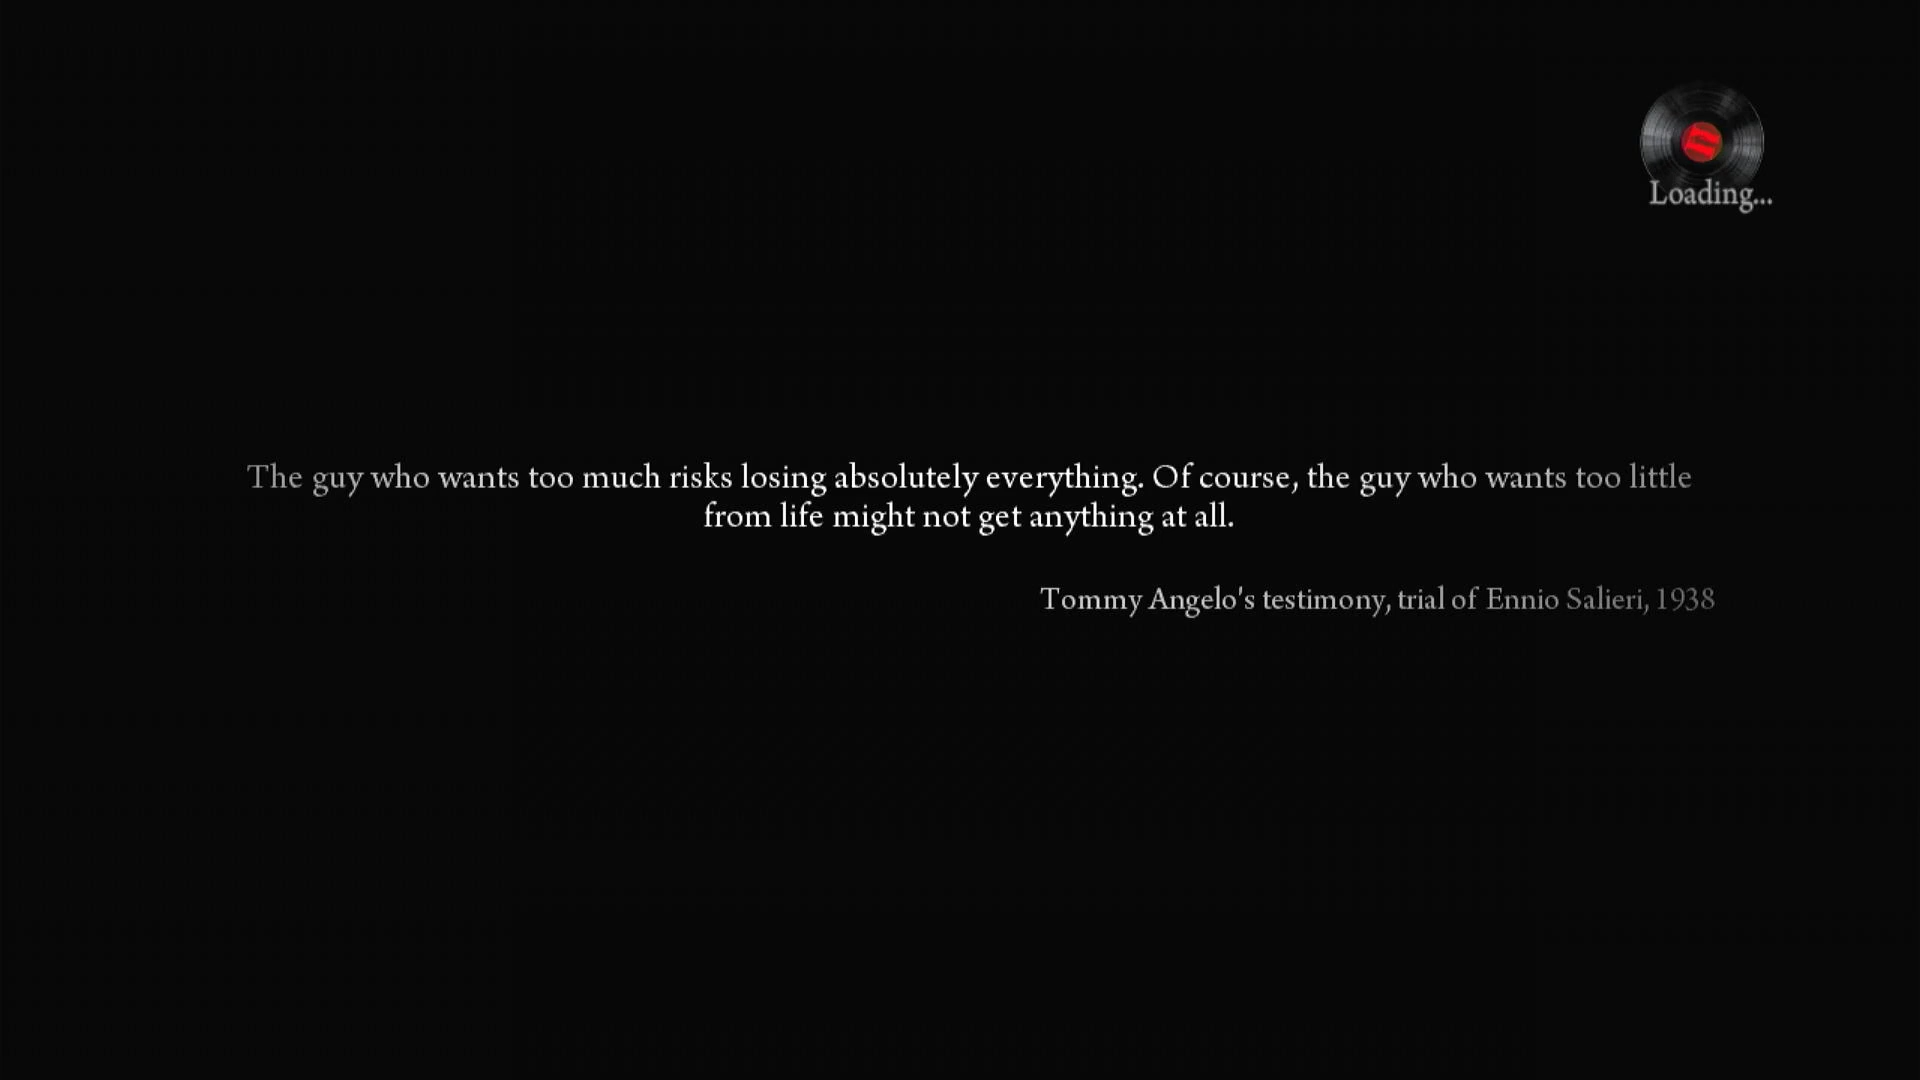 Loading...
The guy who wants too much risks losing absolutely everything. Of course, the guy who wants too little
from life might not get anything at all.
Tommy Angelo's testimony, trial of Ennio Salieri, 1938